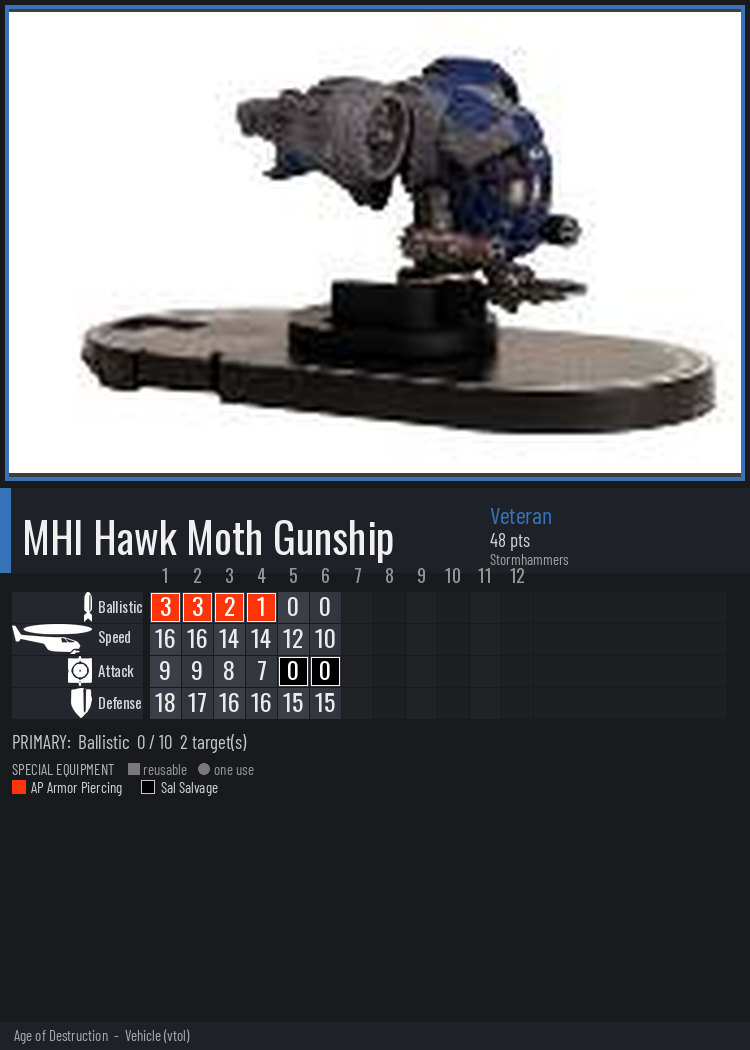 MHI Hawk Moth Gunship
Veteran
48 pts
Stormhammers
1 2 3 4 5 6 7 8 9 10 11 12
Ballistic 3 3 2 1 0 0
Speed 16 16 14 14 12 10
Attack 9 9 8 7 0 0
Defense 18 17 16 16 15 15
PRIMARY: Ballistic 0 / 10 2 target(s)
SPECIAL EQUIPMENT reusable one use
AP Armor Piercing Sal Salvage
Age of Destruction - Vehicle (vtol)